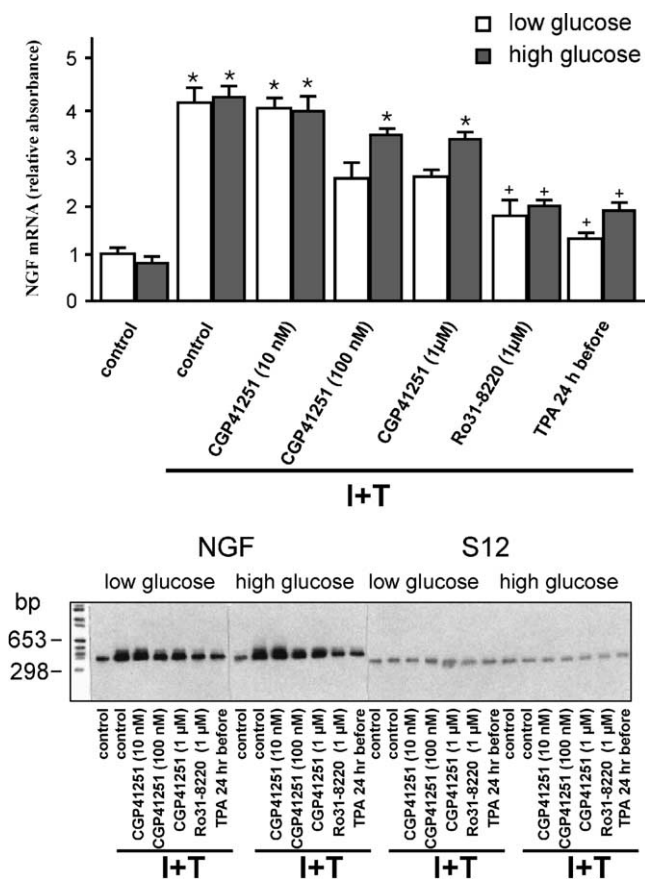 low glucose
high glucose
NGF mRNA (relative absorbance)
5
4
3
2
1
0
* * * * * * + + + +
control
control
CGP41251 (10 nM)
CGP41251 (100 nM)
CGP41251 (1µM)
Ro31-8220 (1µM)
TPA 24 h before
I+T
NGF S12
low glucose high glucose low glucose high glucose
bp
653
298
control
control
CGP41251 (10 nM)
CGP41251 (100 nM)
CGP41251 (1 µM)
Ro31-8220 (1 µM)
TPA 24 hr before
control
control
CGP41251 (10 nM)
CGP41251 (100 nM)
CGP41251 (1 µM)
Ro31-8220 (1 µM)
TPA 24 hr before
control
control
CGP41251 (10 nM)
CGP41251 (100 nM)
CGP41251 (1 µM)
Ro31-8220 (1 µM)
TPA 24 hr before
control
control
CGP41251 (10 nM)
CGP41251 (100 nM)
CGP41251 (1 µM)
Ro31-8220 (1 µM)
TPA 24 hr before
I+T I+T I+T I+T